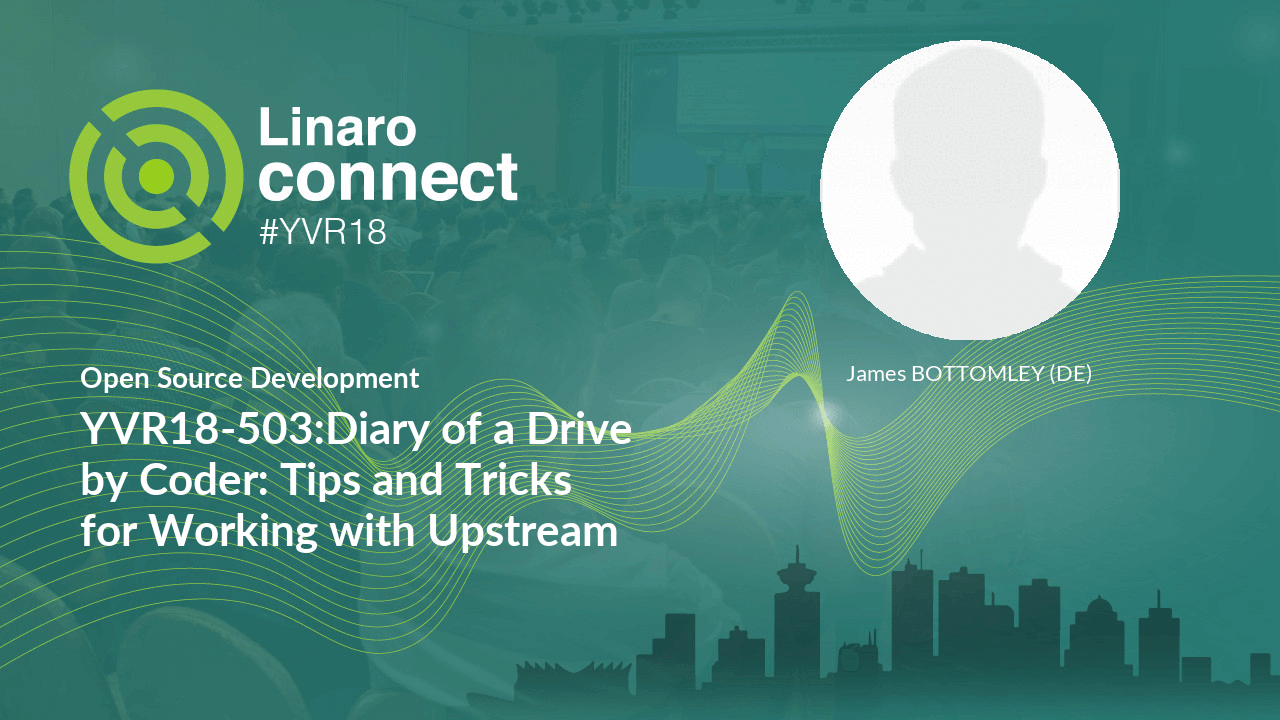 Linaro
connect
#YVR18
James BOTTOMLEY (DE)
Open Source Development
YVR18-503:Diary of a Drive
by Coder: Tips and Tricks
for Working with Upstream